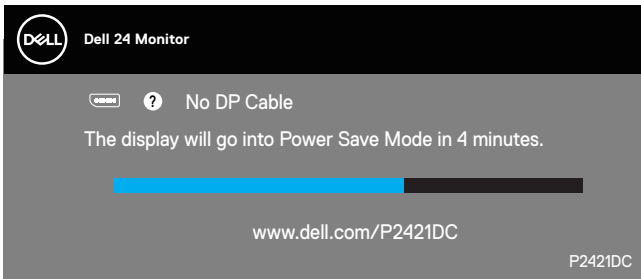 DELL
Dell 24 Monitor
? No DP Cable
The display will go into Power Save Mode in 4 minutes.
www.dell.com/P2421DC
P2421DC